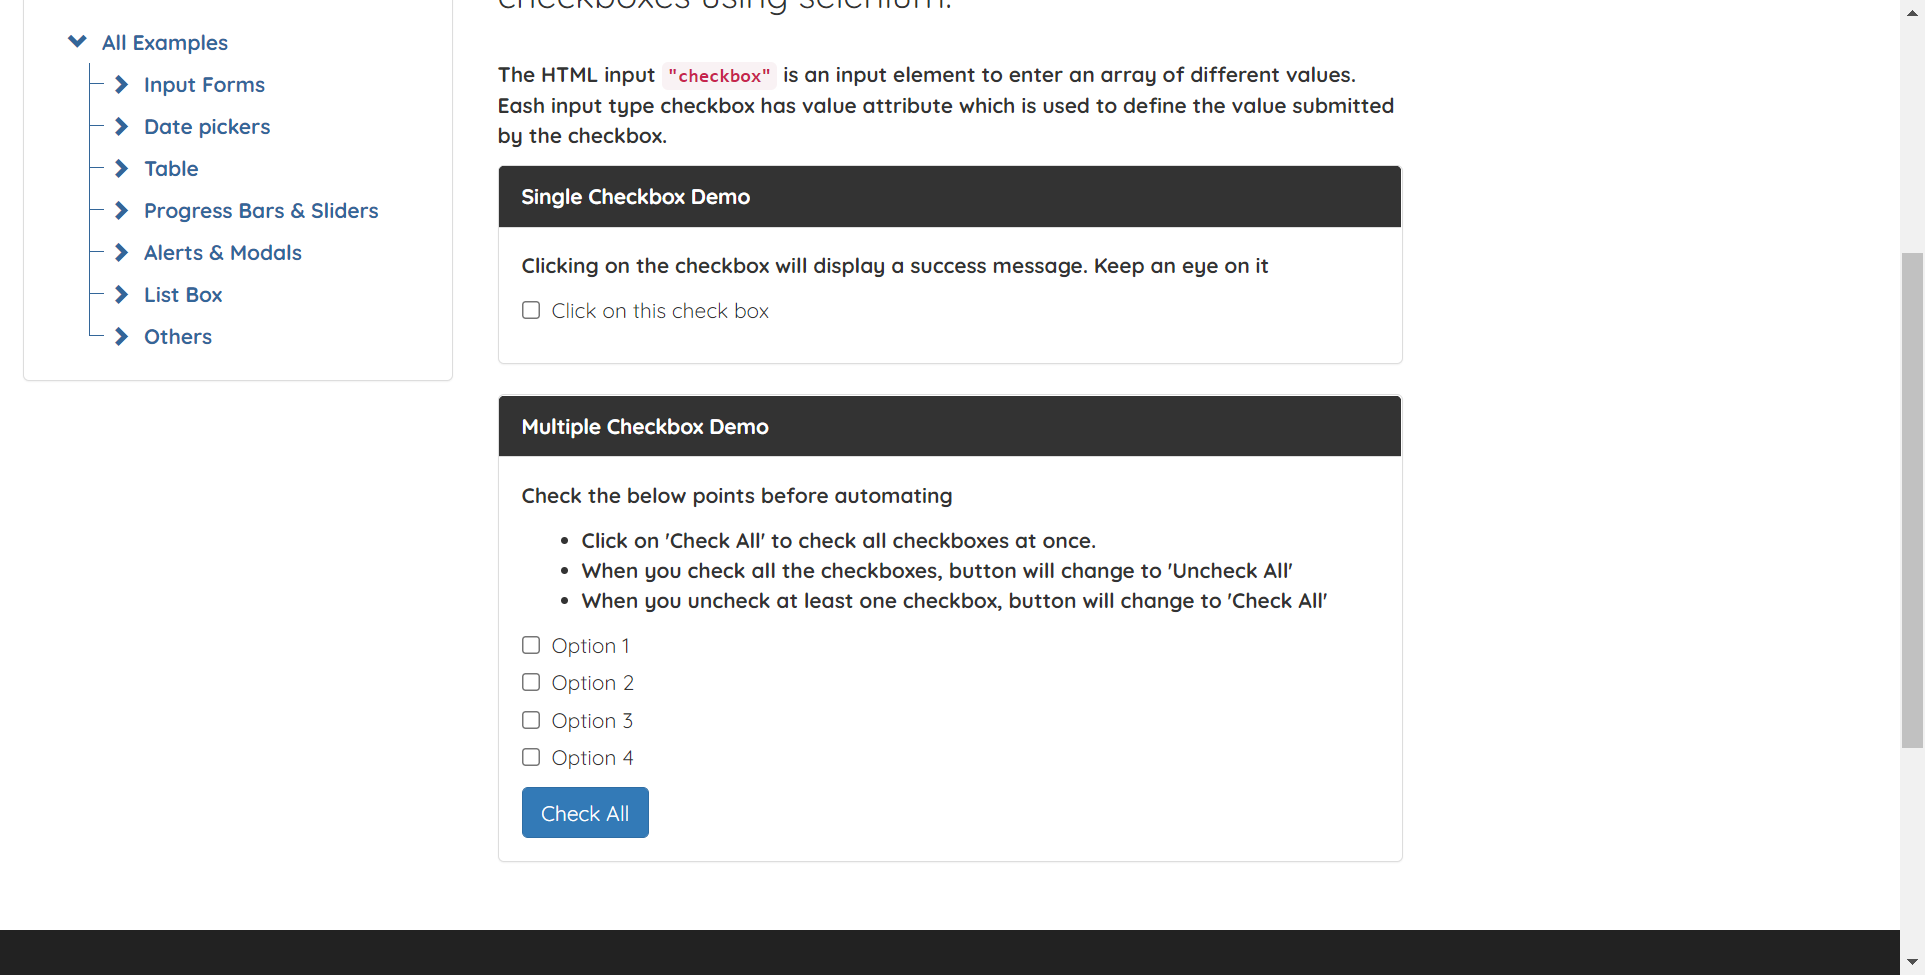 checkboxes using selenium.
All Examples
Input Forms
Date pickers
Table
Progress Bars & Sliders
Alerts & Modals
List Box
Others
The HTML input "checkbox" is an input element to enter an array of different values.
Eash input type checkbox has value attribute which is used to define the value submitted
by the checkbox.
Single Checkbox Demo
Clicking on the checkbox will display a success message. Keep an eye on it
Click on this check box
Multiple Checkbox Demo
Check the below points before automating
• Click on 'Check All' to check all checkboxes at once.
• When you check all the checkboxes, button will change to 'Uncheck All'
• When you uncheck at least one checkbox, button will change to 'Check All'
Option 1
Option 2
Option 3
Option 4
Check All